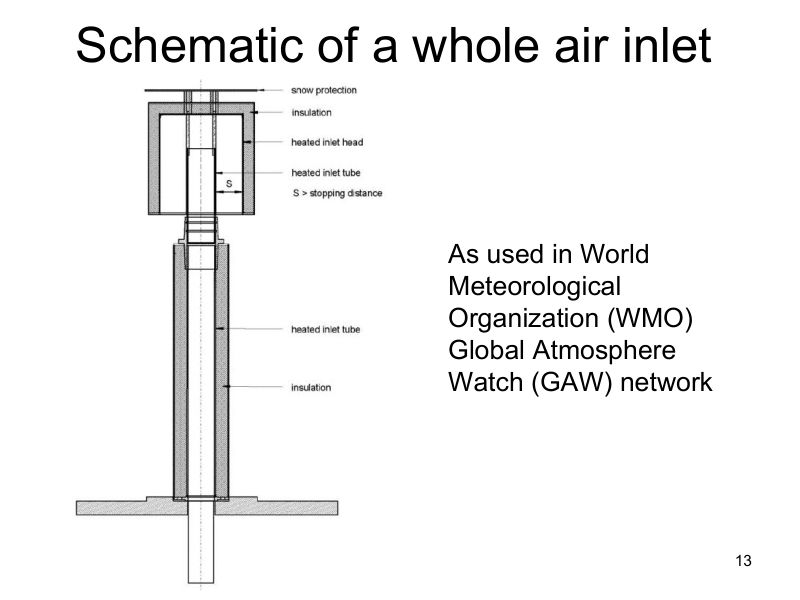 Schematic of a whole air inlet
snow protection
insulation
heated inlet head
heated inlet tube
S
S > stopping distance
As used in World
Meteorological
Organization (WMO)
Global Atmosphere
Watch (GAW) network
heated inlet tube
insulation
13